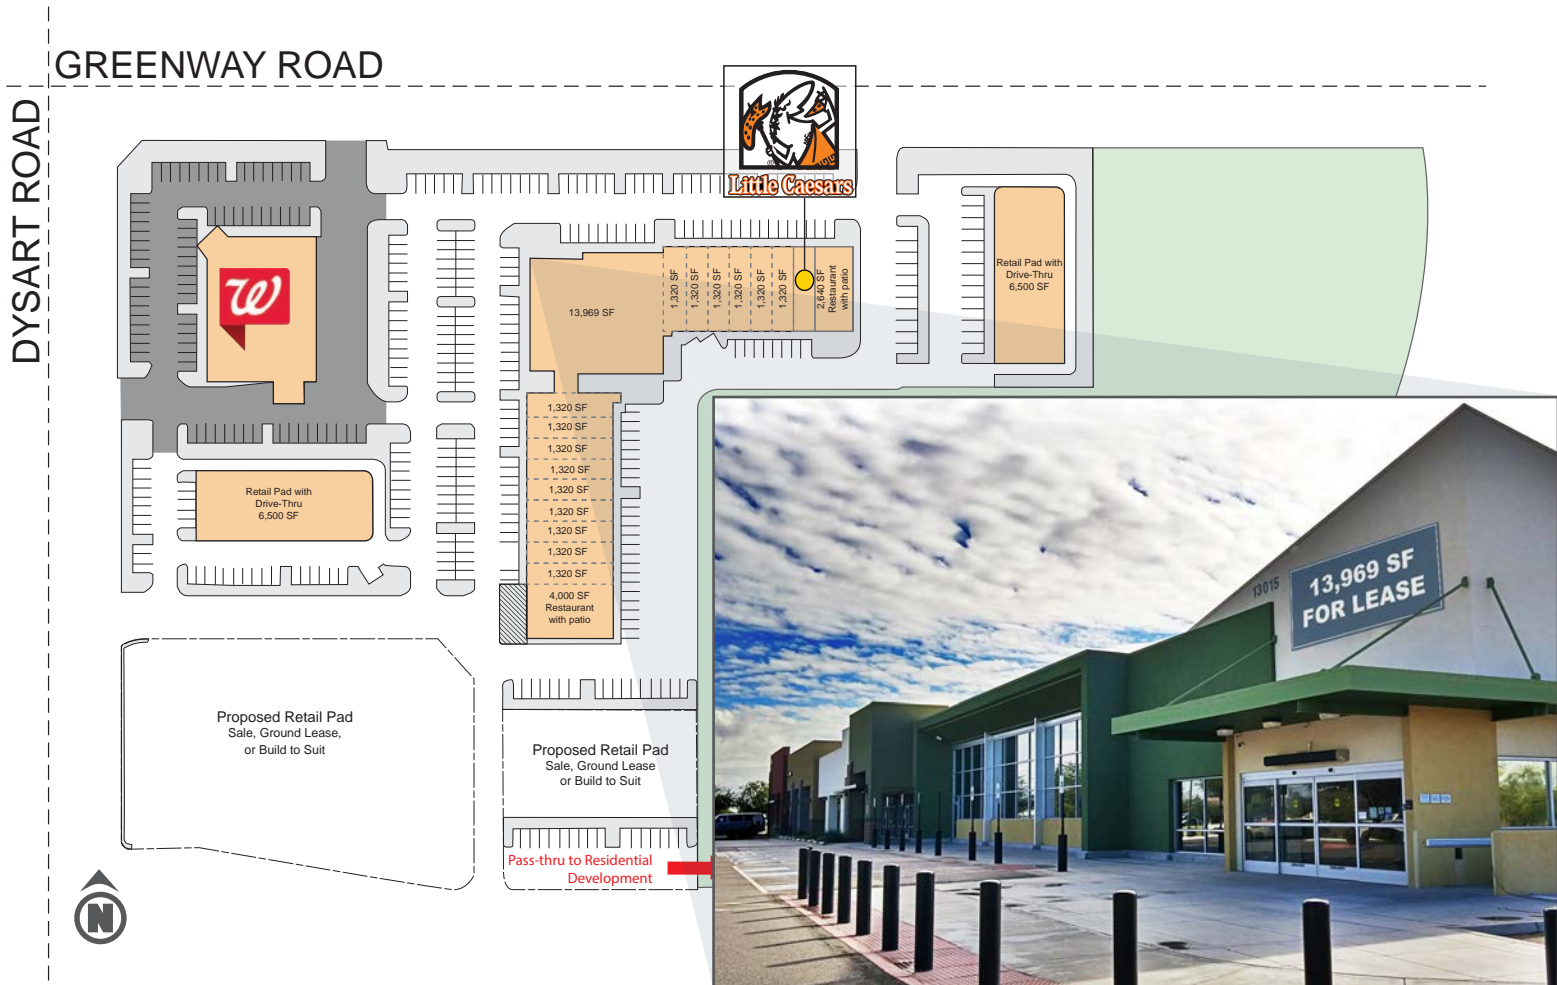 GREENWAY ROAD
DYSART ROAD
Little Caesars
W
13,969 SF
1,320 SF
1,320 SF
1,320 SF
1,320 SF
1,320 SF
1,320 SF
2,640 SF
Restaurant
with patio
Retail Pad with
Drive-Thru
6,500 SF
1,320 SF
1,320 SF
1,320 SF
1,320 SF
1,320 SF
1,320 SF
1,320 SF
1,320 SF
1,320 SF
4,000 SF
Restaurant
with patio
Retail Pad with
Drive-Thru
6,500 SF
Proposed Retail Pad
Sale, Ground Lease,
or Build to Suit
Proposed Retail Pad
Sale, Ground Lease
or Build to Suit
Pass-thru to Residential
Development
N
13015
13,969 SF
FOR LEASE